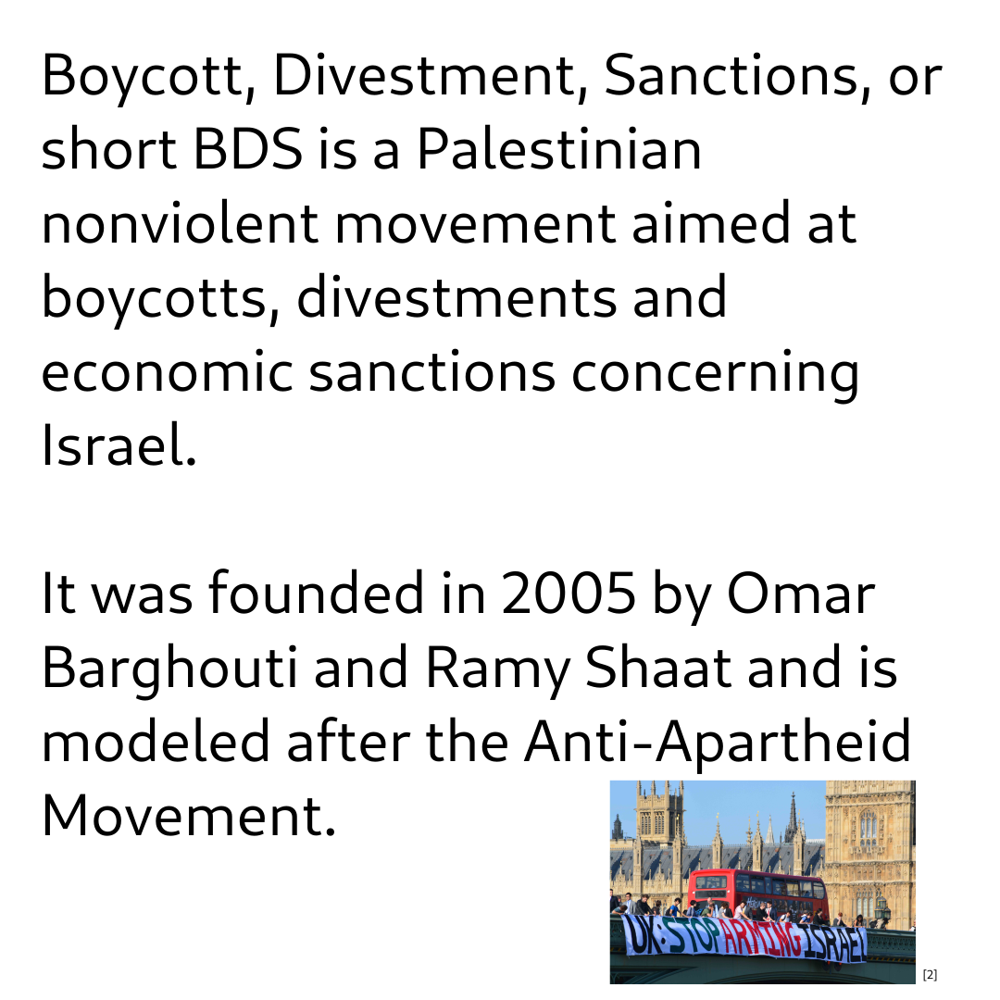 Boycott, Divestment, Sanctions, or
short BDS is a Palestinian
nonviolent movement aimed at
boycotts, divestments and
economic sanctions concerning
Israel.
It was founded in 2005 by Omar
Barghouti and Ramy Shaat and is
modeled after the Anti-Apartheid
Movement.
UK: STOP ARMING ISRAEL
[2]